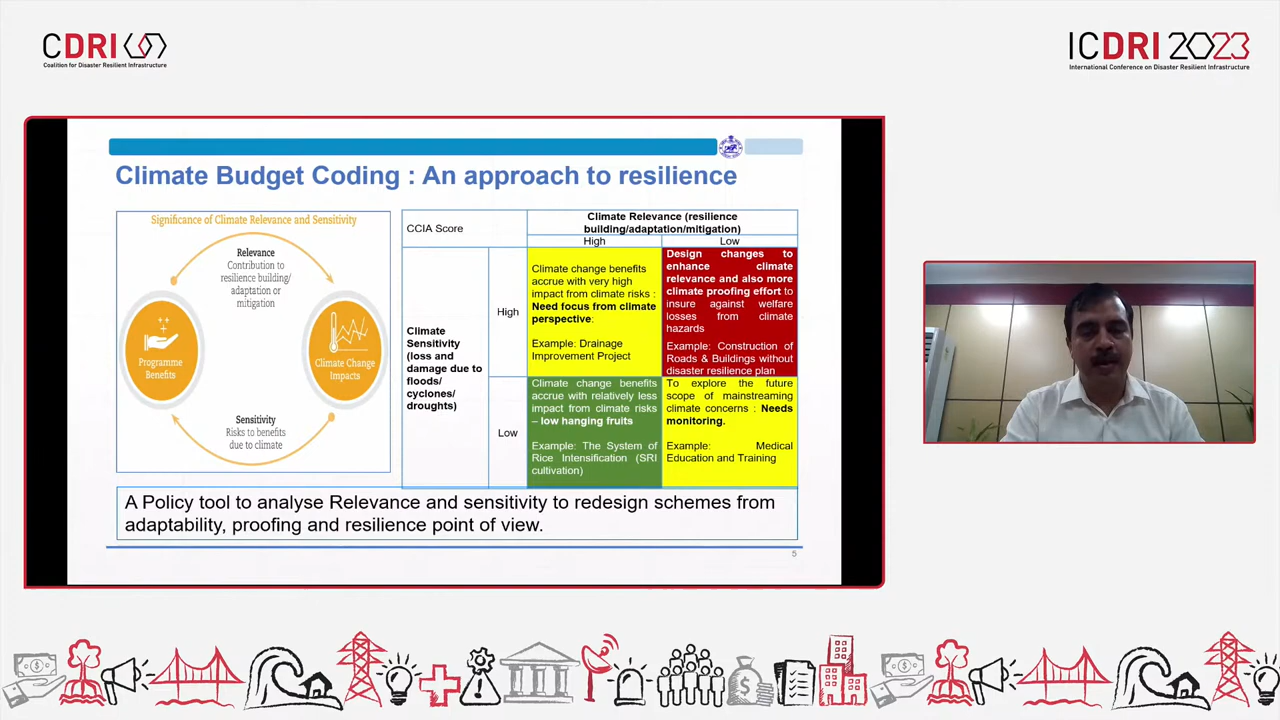 CDRI
Coalition for Disaster Resilient Infrastructure
ICDRI 2023
International Conference on Disaster Resilient Infrastructure
Climate Budget Coding : An approach to resilience
Significance of Climate Relevance and Sensitivity
Relevance
Contribution to
resilience building/
adaptation or
mitigation
Programme
Benefits
Climate Change
Impacts
Sensitivity
Risks to benefits
due to climate
CCIA Score
Climate Relevance (resilience
building/adaptation/mitigation)
High
Low
Climate
Sensitivity
(loss and
damage due to
floods/
cyclones/
droughts)
High
Climate change benefits
accrue with very high
impact from climate risks :
Need focus from climate
perspective:
Example: Drainage
Improvement Project
Design changes to
enhance climate
relevance and also more
climate proofing effort to
insure against welfare
losses from climate
hazards
Example: Construction of
Roads & Buildings without
disaster resilience plan
Low
Climate change benefits
accrue with relatively less
impact from climate risks
– low hanging fruits
Example: The System of
Rice Intensification (SRI
cultivation)
To explore the future
scope of mainstreaming
climate concerns : Needs
monitoring.
Example: Medical
Education and Training
A Policy tool to analyse Relevance and sensitivity to redesign schemes from
adaptability, proofing and resilience point of view.
5